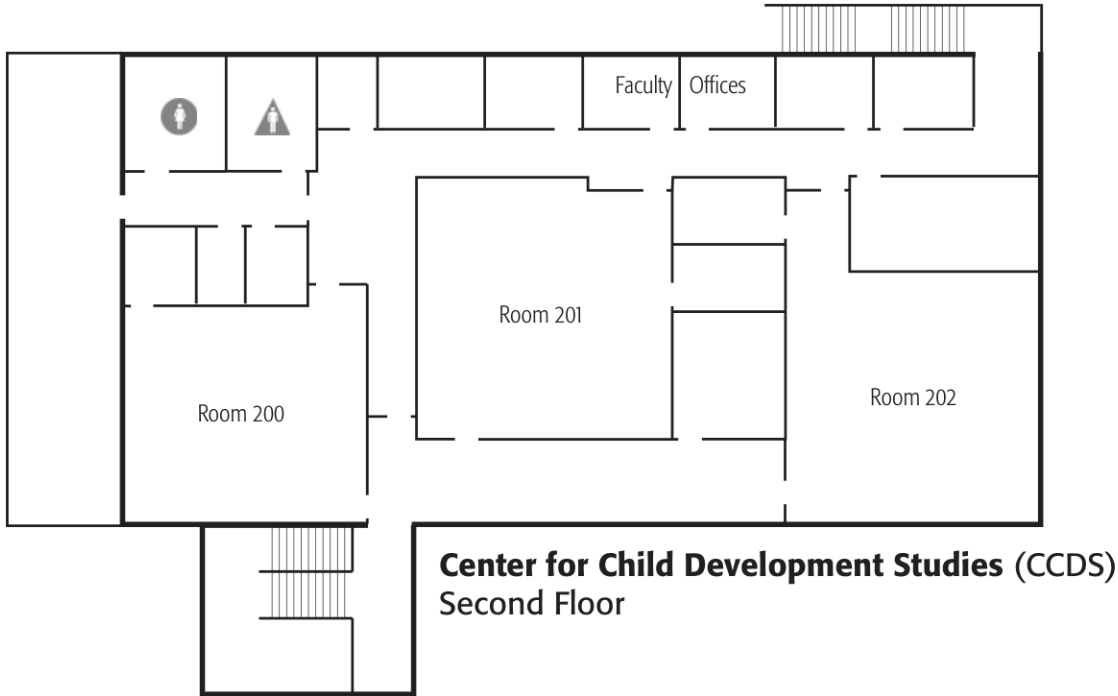 Faculty Offices
Room 201
Room 202
Room 200
Center for Child Development Studies (CCDS)
Second Floor